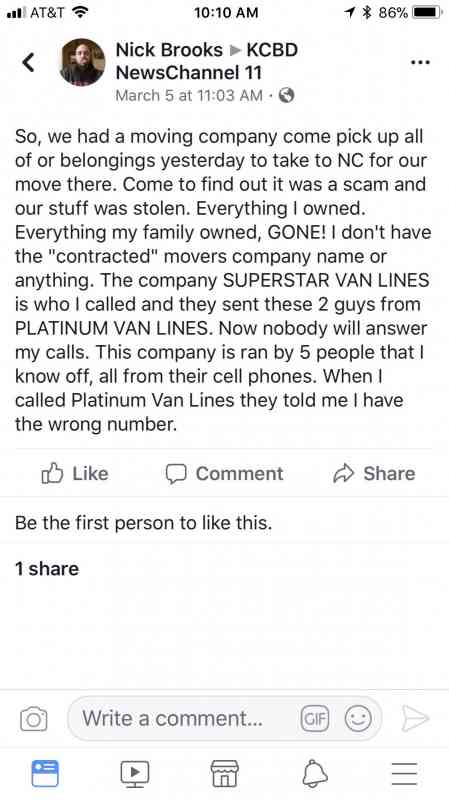 AT&T 10:10 AM 86%
Nick Brooks ▶ KCBD
NewsChannel 11
March 5 at 11:03 AM ·
So, we had a moving company come pick up all
of or belongings yesterday to take to NC for our
move there. Come to find out it was a scam and
our stuff was stolen. Everything I owned.
Everything my family owned, GONE! I don't have
the "contracted" movers company name or
anything. The company SUPERSTAR VAN LINES
is who I called and they sent these 2 guys from
PLATINUM VAN LINES. Now nobody will answer
my calls. This company is ran by 5 people that I
know off, all from their cell phones. When I
called Platinum Van Lines they told me I have
the wrong number.
Like Comment Share
Be the first person to like this.
1 share
Write a comment... GIF